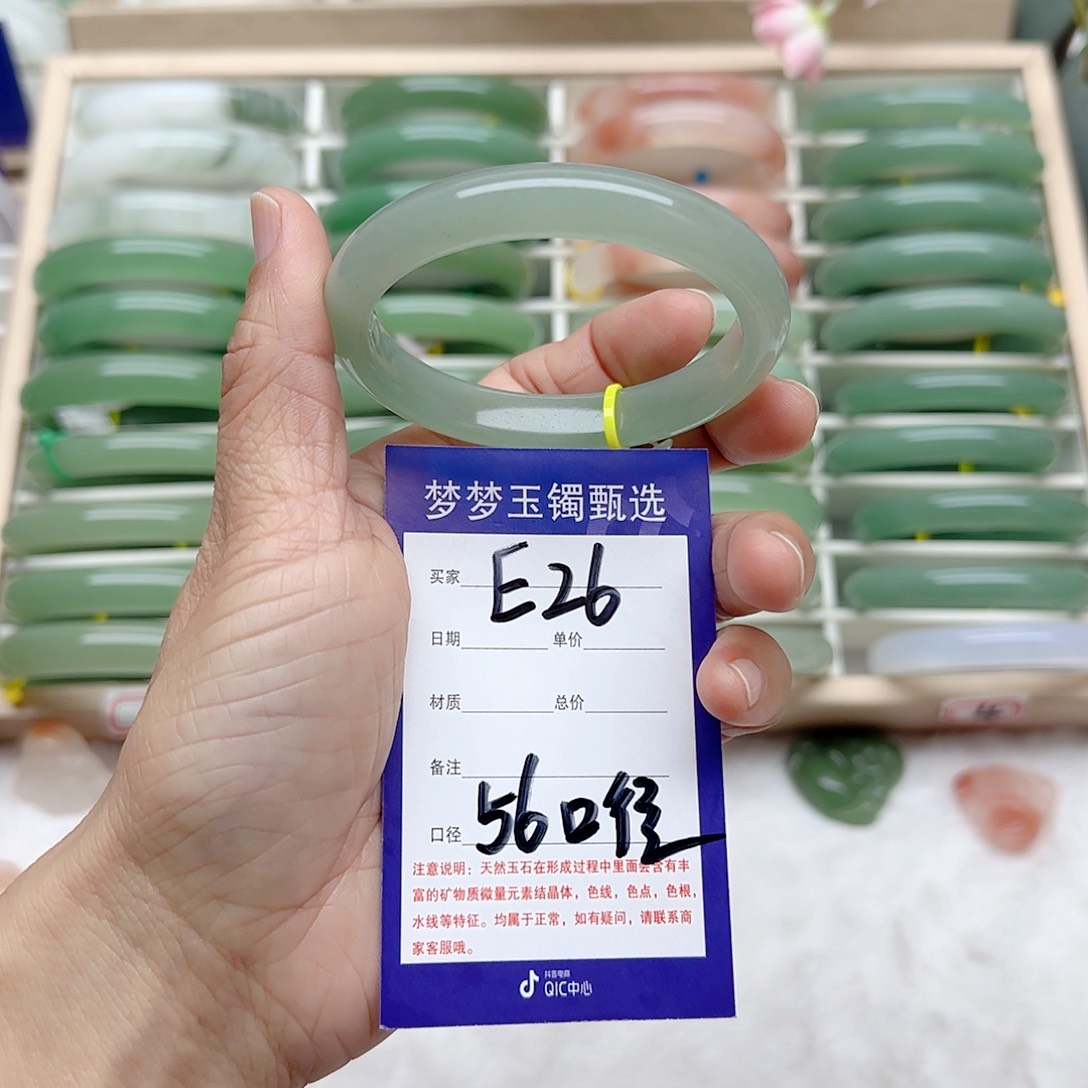 梦梦玉镯甄选
买家 E26
日期 单价
材质 总价
备注
口径 56口径
注意说明：天然玉石在形成过程中里面会含有丰
富的矿物质微量元素结晶体，色线，色点，色根，
水线等特征。均属于正常，如有疑问，请联系商
家客服哦。
抖音电商
QIC中心